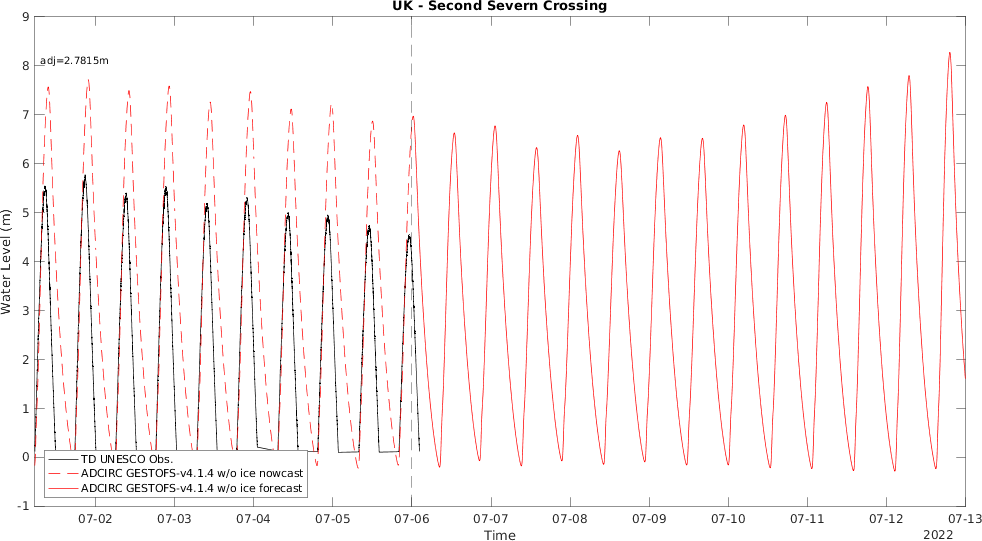 UK - Second Severn Crossing
9
8
7
6
5
4
3
2
1
0
-1
Water Level (m)
adj=2.7815m
TD UNESCO Obs.
ADCIRC GESTOFS-v4.1.4 w/o ice nowcast
ADCIRC GESTOFS-v4.1.4 w/o ice forecast
07-02 07-03 07-04 07-05 07-06 07-07 07-08 07-09 07-10 07-11 07-12 07-13
Time
2022